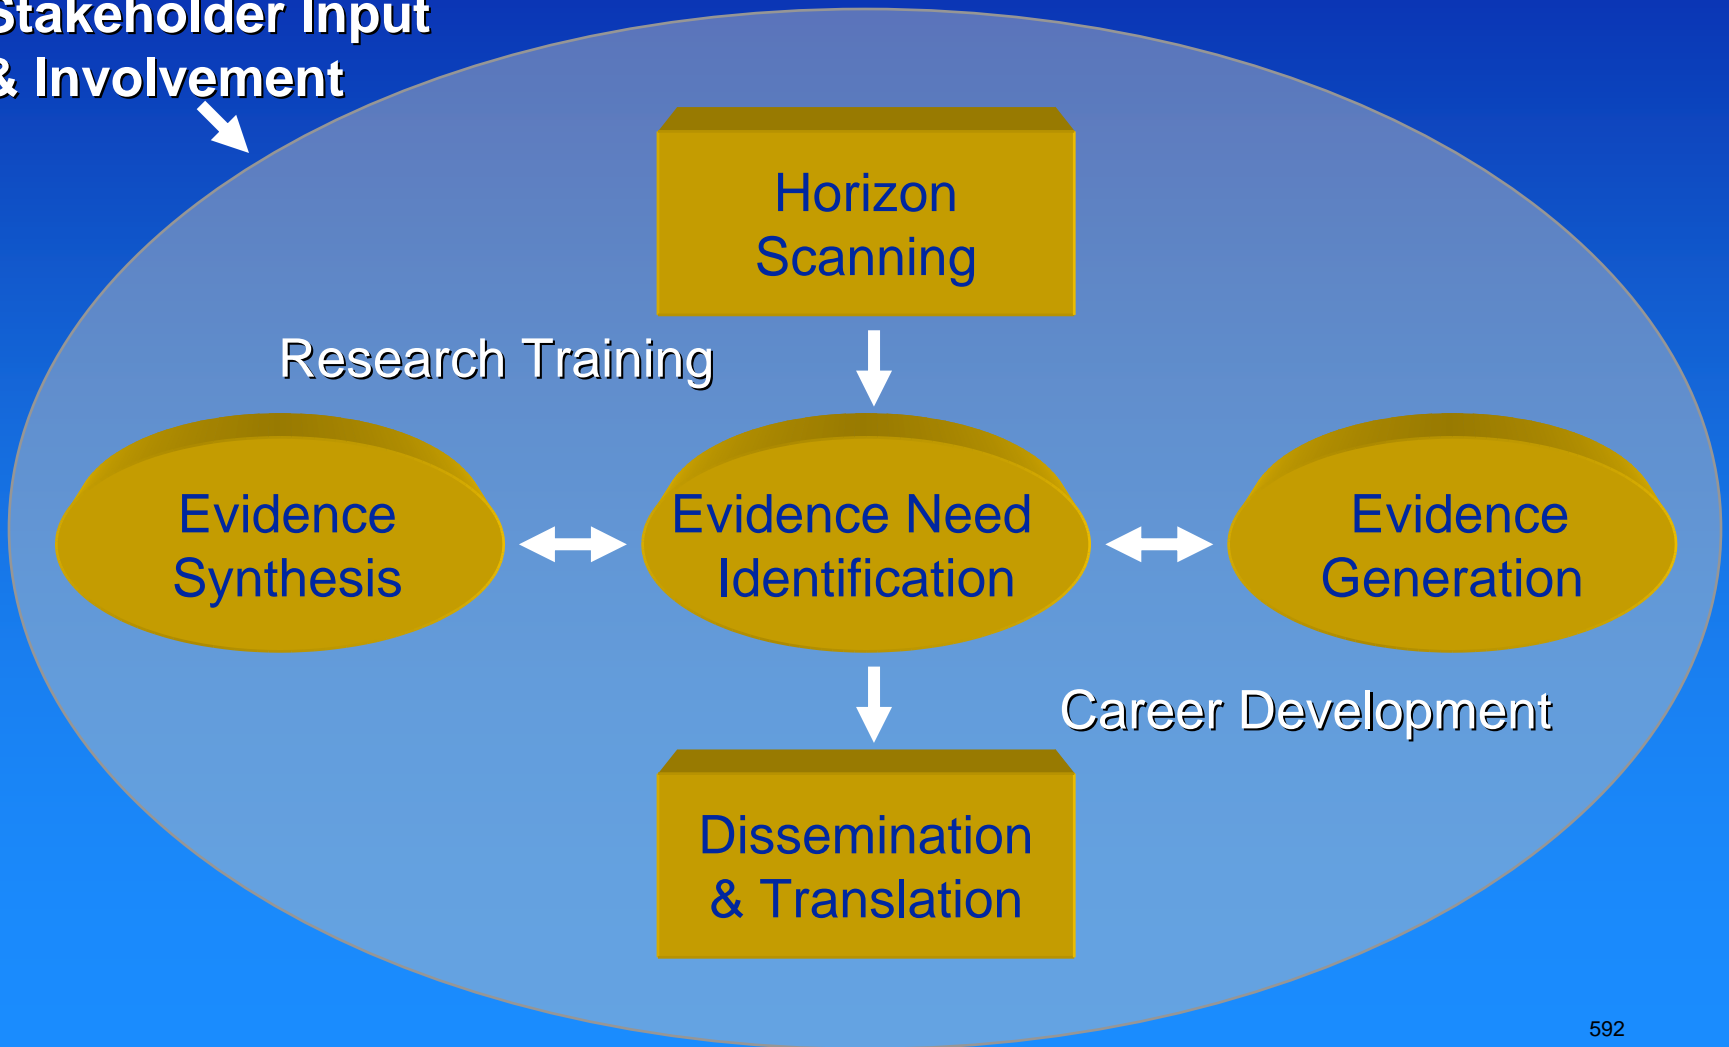 Stakeholder Input
& Involvement
Horizon
Scanning
Research Training
Evidence
Synthesis
Evidence Need
Identification
Evidence
Generation
Career Development
Dissemination
& Translation
592